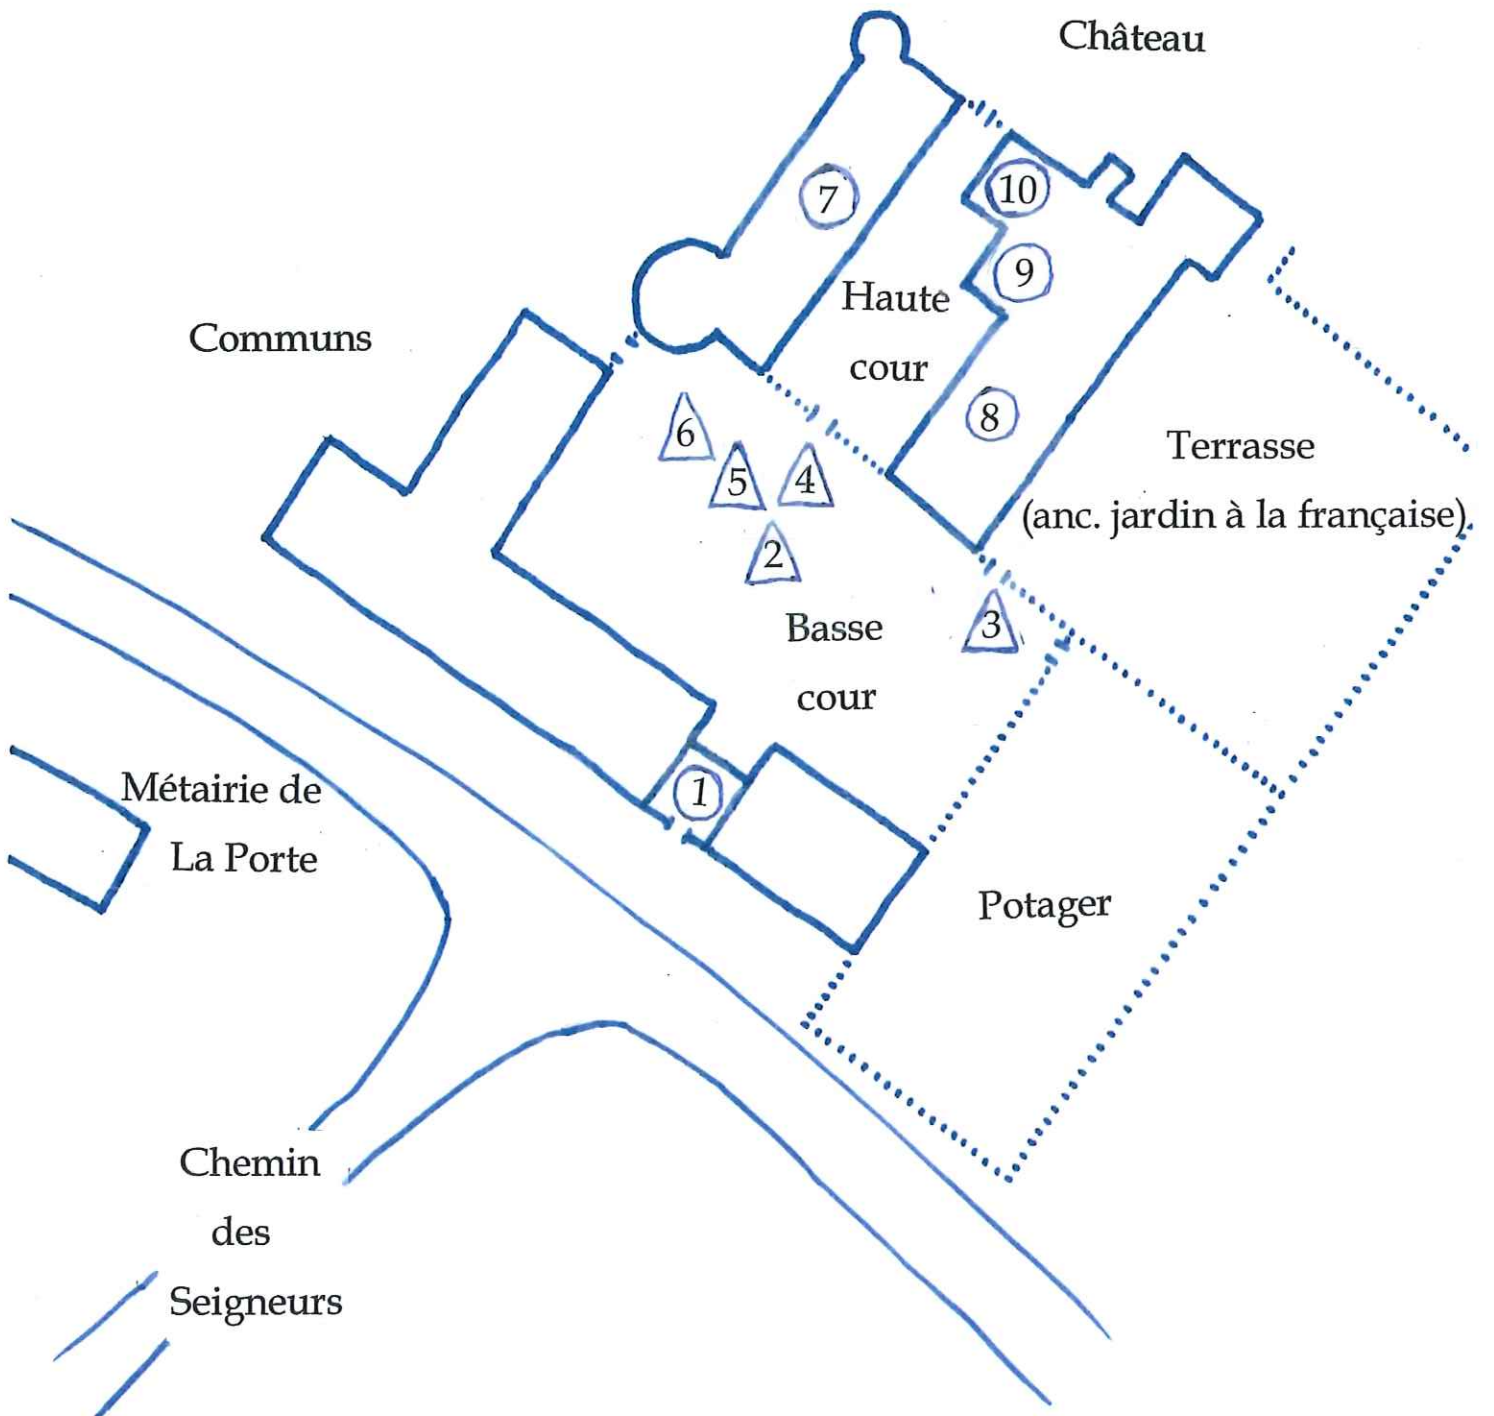 Château
7
10
9
Haute
cour
Communs
8
6
5
4
Terrasse
(anc. jardin à la française)
2
3
Basse
cour
1
Métairie de
La Porte
Potager
Chemin
des
Seigneurs